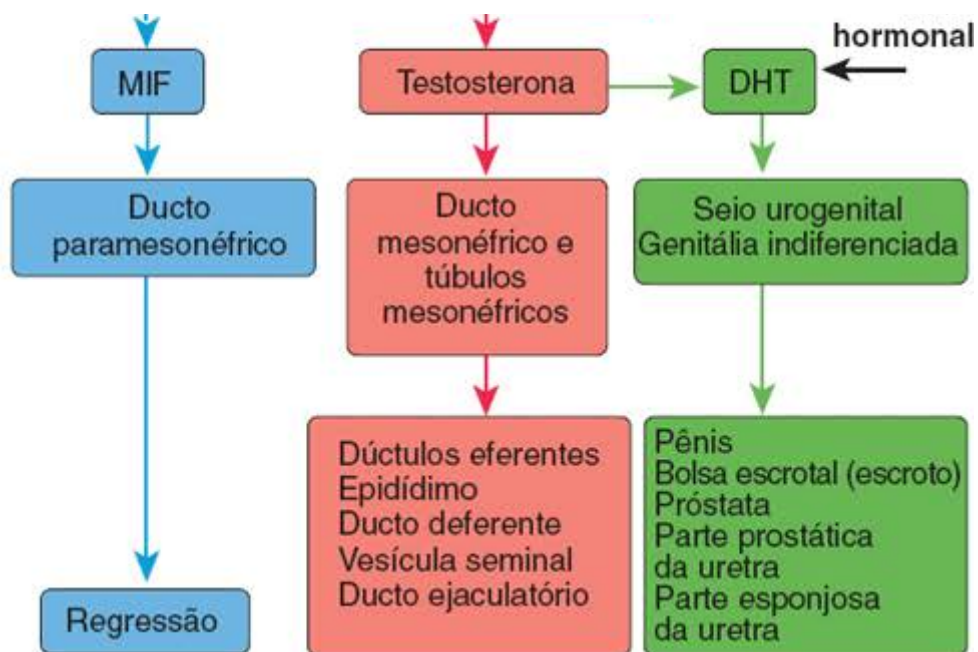 hormonal
MIF
Testosterona
DHT
Ducto
paramesonéfrico
Ducto
mesonéfrico e
túbulos
mesonéfricos
Seio urogenital
Genitália indiferenciada
Regressão
Dúctulos eferentes
Epidídimo
Ducto deferente
Vesícula seminal
Ducto ejaculatório
Pênis
Bolsa escrotal (escroto)
Próstata
Parte prostática
da uretra
Parte esponjosa
da uretra